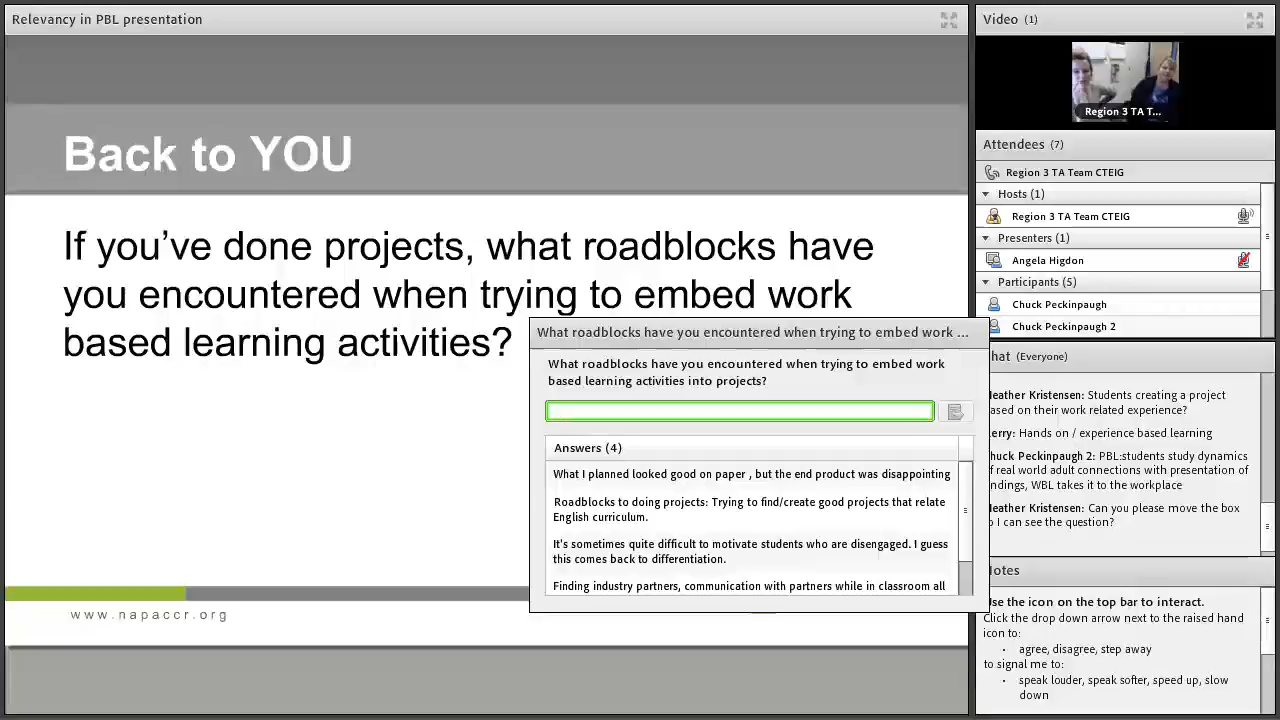 Relevancy in PBL presentation
Back to YOU
If you’ve done projects, what roadblocks have
you encountered when trying to embed work
based learning activities?
www.napaccr.org
What roadblocks have you encountered when trying to embed work ...
What roadblocks have you encountered when trying to embed work
based learning activities into projects?
Answers (4)
What I planned looked good on paper , but the end product was disappointing
Roadblocks to doing projects: Trying to find/create good projects that relate
English curriculum.
It's sometimes quite difficult to motivate students who are disengaged. I guess
this comes back to differentiation.
Finding industry partners, communication with partners while in classroom all
Video (1)
Region 3 TA T...
Attendees (7)
Region 3 TA Team CTEIG
Hosts (1)
Region 3 TA Team CTEIG
Presenters (1)
Angela Higdon
Participants (5)
Chuck Peckinpaugh
Chuck Peckinpaugh 2
hat (Everyone)
eather Kristensen: Students creating a project
ased on their work related experience?
erry: Hands on / experience based learning
huck Peckinpaugh 2: PBL:students study dynamics
f real world adult connections with presentation of
ndings, WBL takes it to the workplace
eather Kristensen: Can you please move the box
o I can see the question?
otes
se the icon on the top bar to interact.
Click the drop down arrow next to the raised hand
icon to:
• agree, disagree, step away
to signal me to:
• speak louder, speak softer, speed up, slow
down